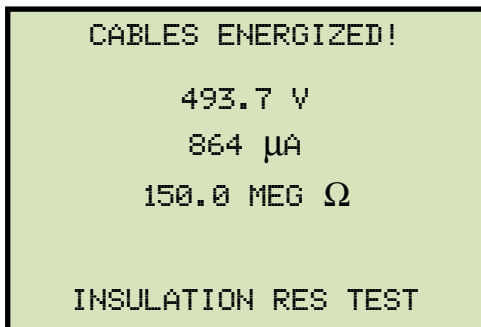 CABLES ENERGIZED!
493.7 V
864 μA
150.0 MEG Ω
INSULATION RES TEST